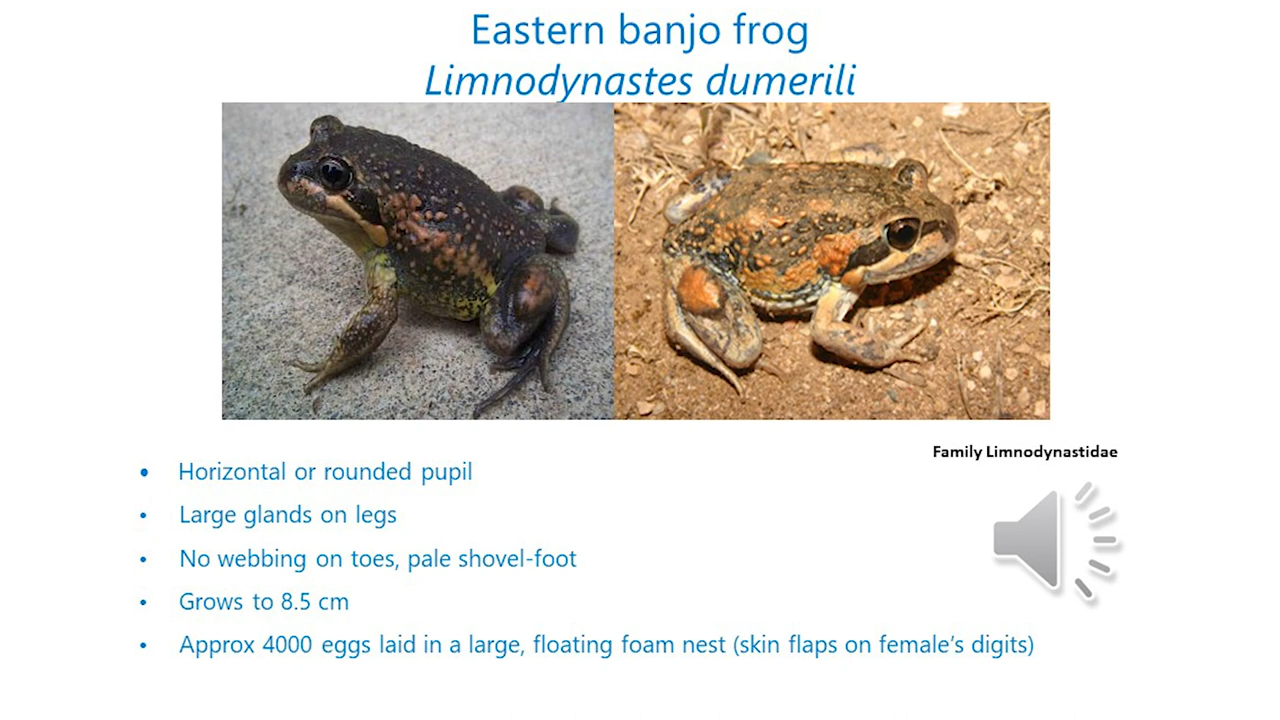 Eastern banjo frog
Limnodynastes dumerili
Family Limnodynastidae
• Horizontal or rounded pupil
• Large glands on legs
• No webbing on toes, pale shovel-foot
• Grows to 8.5 cm
• Approx 4000 eggs laid in a large, floating foam nest (skin flaps on female’s digits)